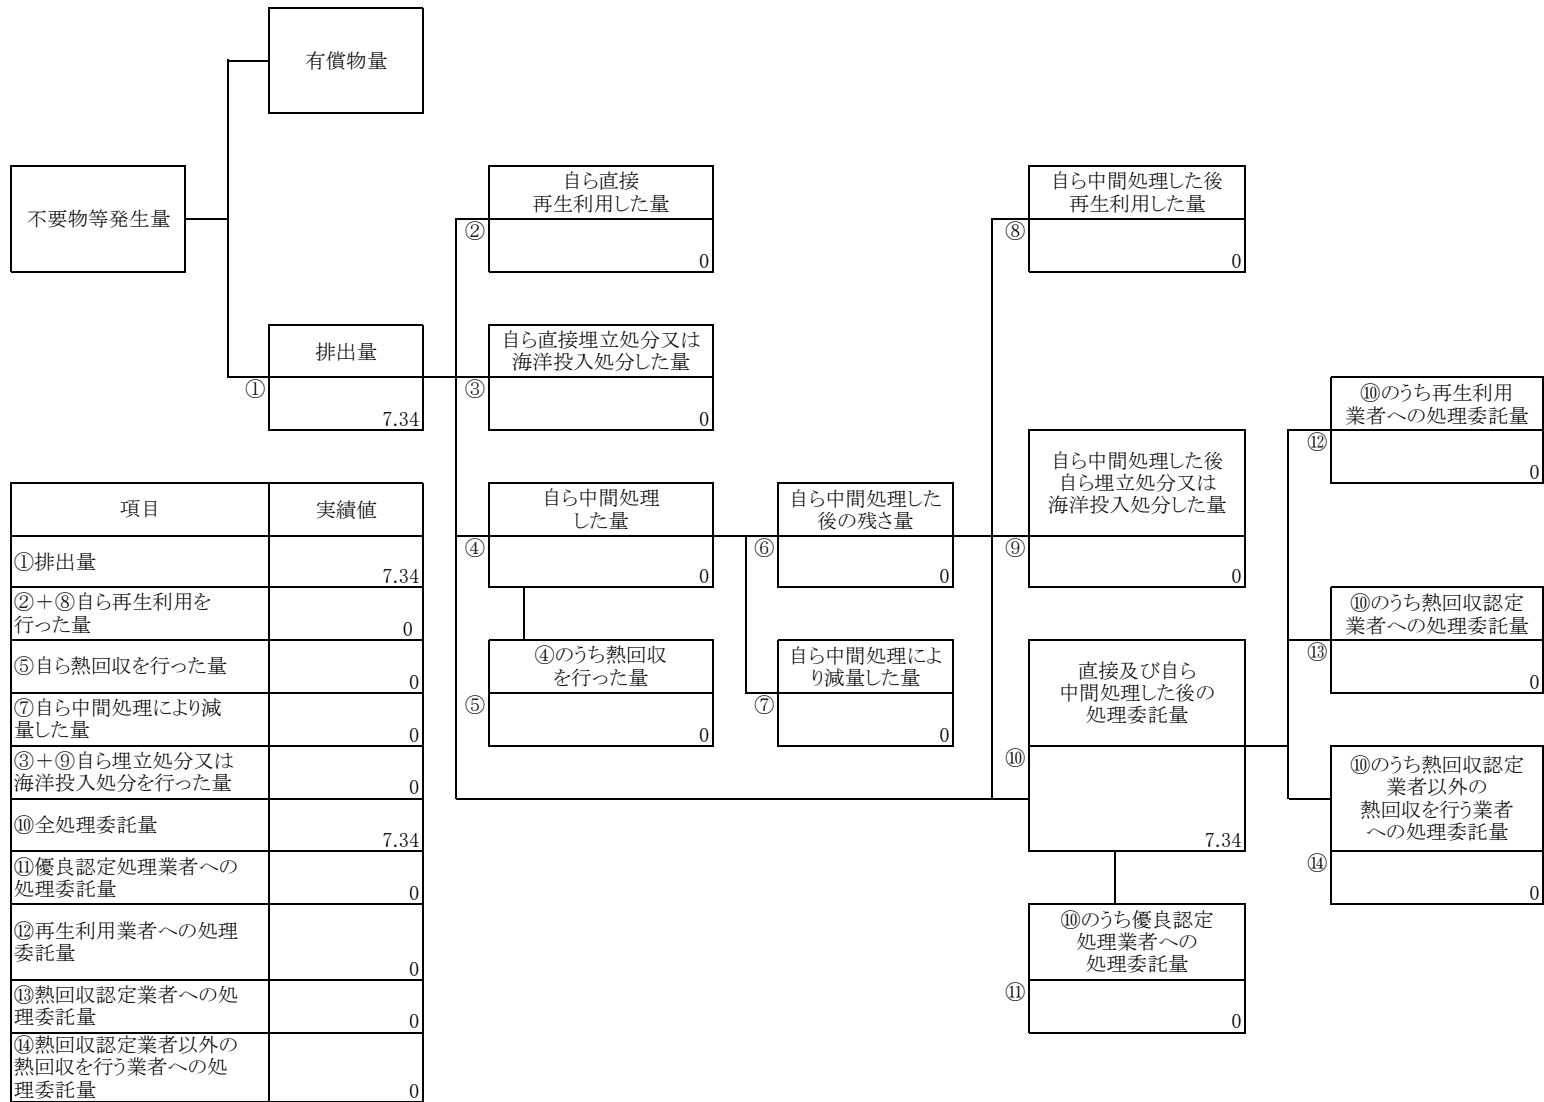 有償物量
不要物等発生量
排出量
①
7.34
自ら直接
再生利用した量
②
0
自ら直接埋立処分又は
海洋投入処分した量
③
0
自ら中間処理
した量
④
0
④のうち熱回収
を行った量
⑤
0
自ら中間処理した
後の残さ量
⑥
0
自ら中間処理によ
り減量した量
⑦
0
自ら中間処理した後
再生利用した量
⑧
0
自ら中間処理した後
自ら埋立処分又は
海洋投入処分した量
⑨
0
直接及び自ら
中間処理した後の
処理委託量
⑩
7.34
⑩のうち優良認定
処理業者への
処理委託量
⑪
0
⑩のうち再生利用
業者への処理委託量
⑫
0
⑩のうち熱回収認定
業者への処理委託量
⑬
0
⑩のうち熱回収認定
業者以外の
熱回収を行う業者
への処理委託量
⑭
0
項目 実績値
①排出量
7.34
②＋⑧自ら再生利用を
行った量 0
⑤自ら熱回収を行った量
0
⑦自ら中間処理により減
量した量 0
③＋⑨自ら埋立処分又は
海洋投入処分を行った量 0
⑩全処理委託量
7.34
⑪優良認定処理業者への
処理委託量 0
⑫再生利用業者への処理
委託量
0
⑬熱回収認定業者への処
理委託量 0
⑭熱回収認定業者以外の
熱回収を行う業者への処
理委託量 0